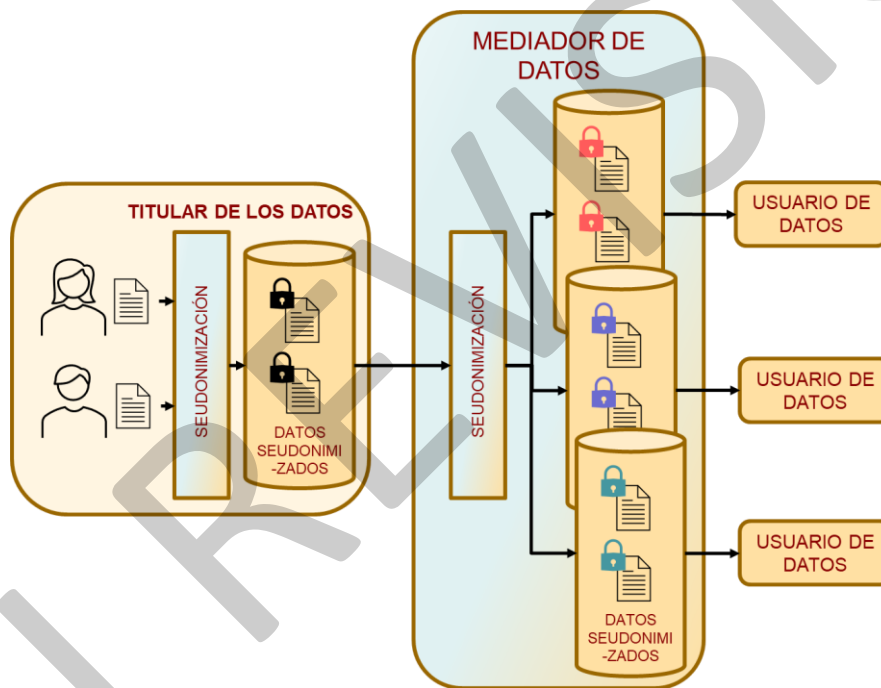 MEDIADOR DE
DATOS
TITULAR DE LOS DATOS
SEUDONIMIZACIÓN
DATOS
SEUDONIMI
-ZADOS
SEUDONIMIZACIÓN
DATOS
SEUDONIMI
-ZADOS
USUARIO DE
DATOS
USUARIO DE
DATOS
USUARIO DE
DATOS